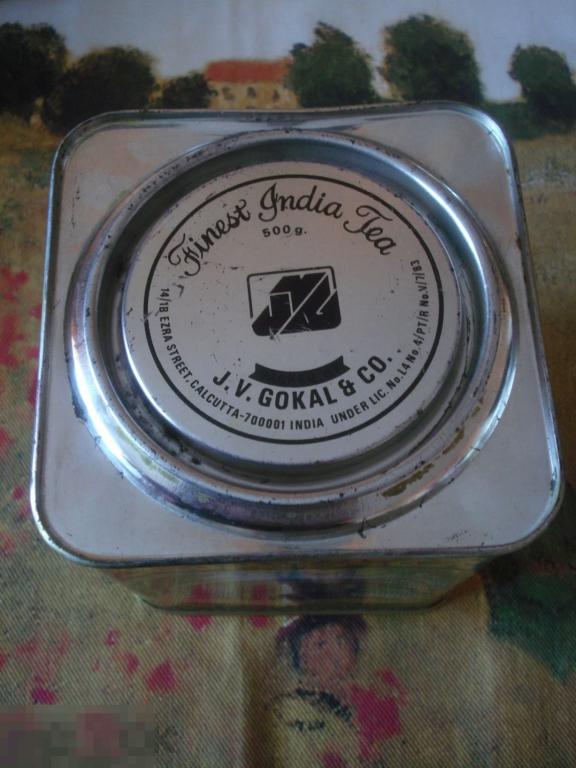 Finest India Tea
500 g.
J. V. GOKAL & CO.
14/1B EZRA STREET, CALCUTTA-700001 INDIA UNDER LIC. No. L4 No. 4/PT/R No. V/7/83